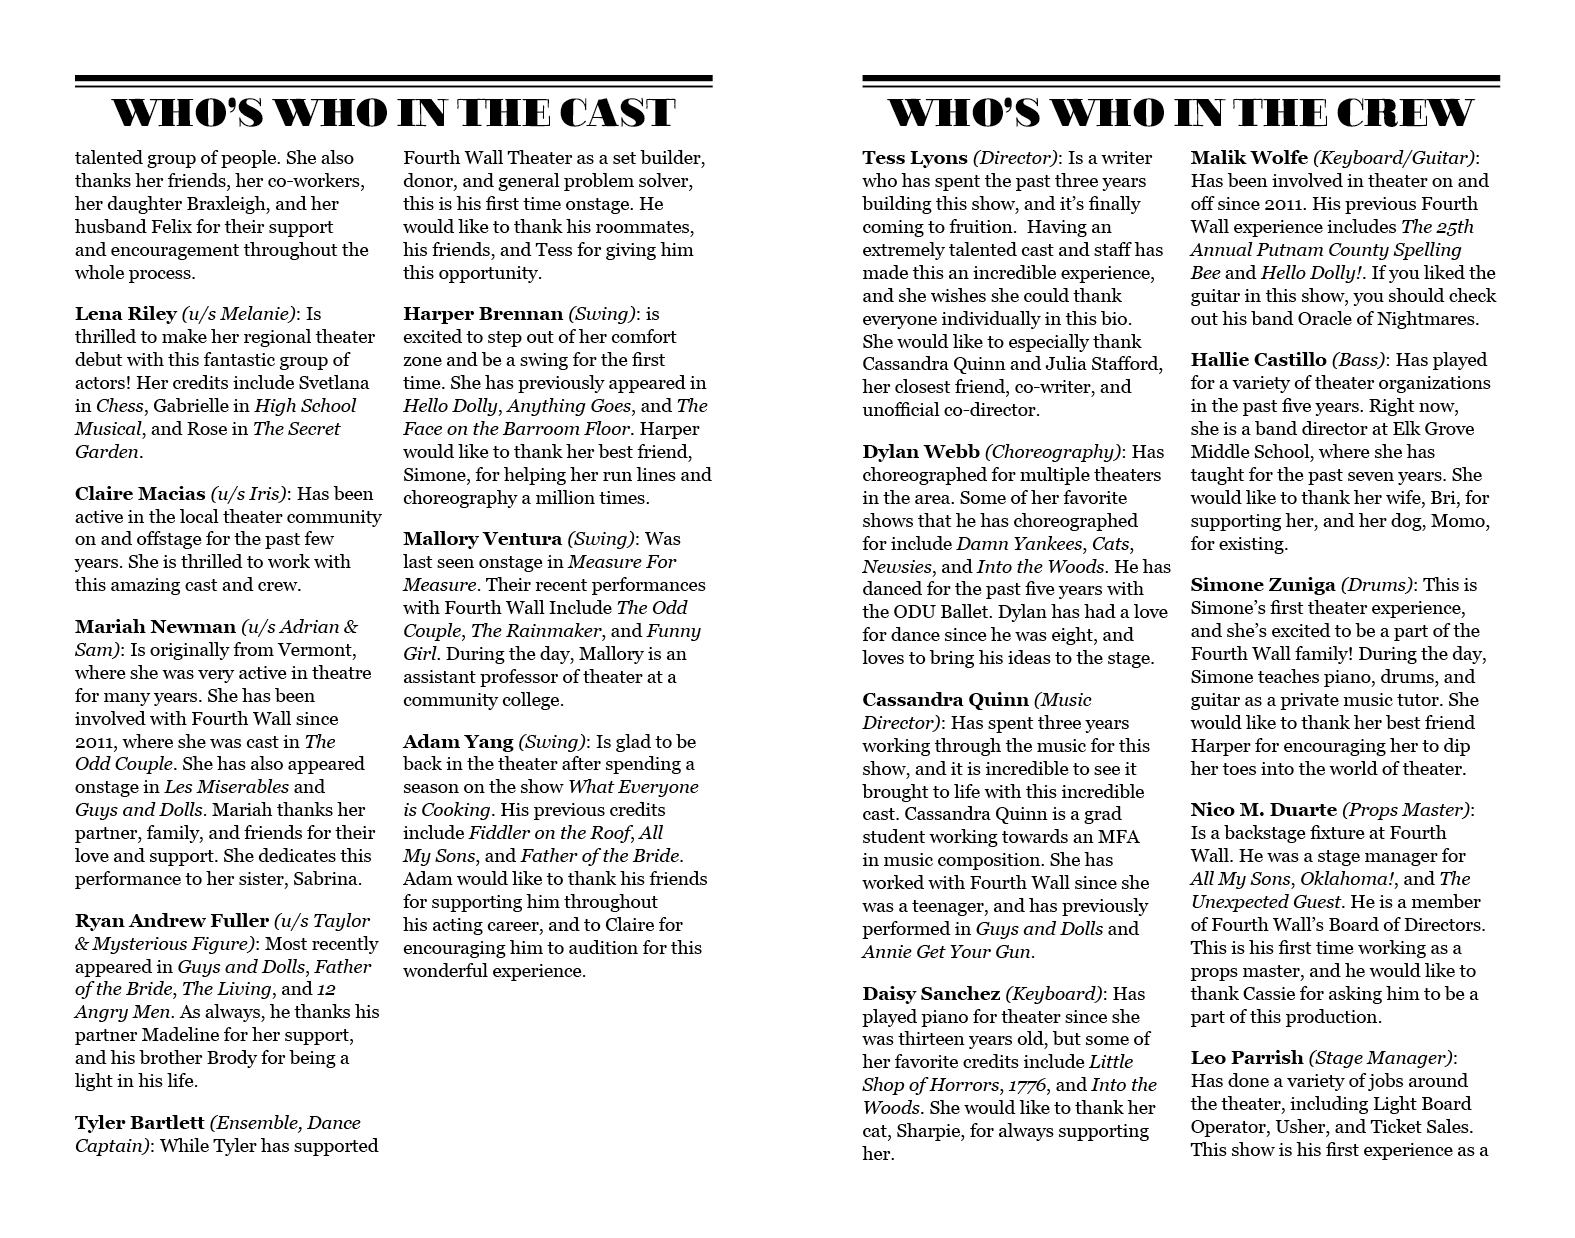 WHO'S WHO IN THE CAST
talented group of people. She also
thanks her friends, her co-workers,
her daughter Braxleigh, and her
husband Felix for their support
and encouragement throughout the
whole process.
Lena Riley (u/s Melanie): Is
thrilled to make her regional theater
debut with this fantastic group of
actors! Her credits include Svetlana
in Chess, Gabrielle in High School
Musical, and Rose in The Secret
Garden.
Claire Macias (u/s Iris): Has been
active in the local theater community
on and offstage for the past few
years. She is thrilled to work with
this amazing cast and crew.
Mariah Newman (u/s Adrian &
Sam): Is originally from Vermont,
where she was very active in theatre
for many years. She has been
involved with Fourth Wall since
2011, where she was cast in The
Odd Couple. She has also appeared
onstage in Les Miserables and
Guys and Dolls. Mariah thanks her
partner, family, and friends for their
love and support. She dedicates this
performance to her sister, Sabrina.
Ryan Andrew Fuller (u/s Taylor
& Mysterious Figure): Most recently
appeared in Guys and Dolls, Father
of the Bride, The Living, and 12
Angry Men. As always, he thanks his
partner Madeline for her support,
and his brother Brody for being a
light in his life.
Tyler Bartlett (Ensemble, Dance
Captain): While Tyler has supported
Fourth Wall Theater as a set builder,
donor, and general problem solver,
this is his first time onstage. He
would like to thank his roommates,
his friends, and Tess for giving him
this opportunity.
Harper Brennan (Swing): is
excited to step out of her comfort
zone and be a swing for the first
time. She has previously appeared in
Hello Dolly, Anything Goes, and The
Face on the Barroom Floor. Harper
would like to thank her best friend,
Simone, for helping her run lines and
choreography a million times.
Mallory Ventura (Swing): Was
last seen onstage in Measure For
Measure. Their recent performances
with Fourth Wall Include The Odd
Couple, The Rainmaker, and Funny
Girl. During the day, Mallory is an
assistant professor of theater at a
community college.
Adam Yang (Swing): Is glad to be
back in the theater after spending a
season on the show What Everyone
is Cooking. His previous credits
include Fiddler on the Roof, All
My Sons, and Father of the Bride.
Adam would like to thank his friends
for supporting him throughout
his acting career, and to Claire for
encouraging him to audition for this
wonderful experience.
WHO'S WHO IN THE CREW
Tess Lyons (Director): Is a writer
who has spent the past three years
building this show, and it’s finally
coming to fruition.  Having an
extremely talented cast and staff has
made this an incredible experience,
and she wishes she could thank
everyone individually in this bio.
She would like to especially thank
Cassandra Quinn and Julia Stafford,
her closest friend, co-writer, and
unofficial co-director.
Dylan Webb (Choreography): Has
choreographed for multiple theaters
in the area. Some of her favorite
shows that he has choreographed
for include Damn Yankees, Cats,
Newsies, and Into the Woods. He has
danced for the past five years with
the ODU Ballet. Dylan has had a love
for dance since he was eight, and
loves to bring his ideas to the stage.
Cassandra Quinn (Music
Director): Has spent three years
working through the music for this
show, and it is incredible to see it
brought to life with this incredible
cast. Cassandra Quinn is a grad
student working towards an MFA
in music composition. She has
worked with Fourth Wall since she
was a teenager, and has previously
performed in Guys and Dolls and
Annie Get Your Gun.
Daisy Sanchez (Keyboard): Has
played piano for theater since she
was thirteen years old, but some of
her favorite credits include Little
Shop of Horrors, 1776, and Into the
Woods. She would like to thank her
cat, Sharpie, for always supporting
her.
Malik Wolfe (Keyboard/Guitar):
Has been involved in theater on and
off since 2011. His previous Fourth
Wall experience includes The 25th
Annual Putnam County Spelling
Bee and Hello Dolly!. If you liked the
guitar in this show, you should check
out his band Oracle of Nightmares.
Hallie Castillo (Bass): Has played
for a variety of theater organizations
in the past five years. Right now,
she is a band director at Elk Grove
Middle School, where she has
taught for the past seven years. She
would like to thank her wife, Bri, for
supporting her, and her dog, Momo,
for existing.
Simone Zuniga (Drums): This is
Simone’s first theater experience,
and she’s excited to be a part of the
Fourth Wall family! During the day,
Simone teaches piano, drums, and
guitar as a private music tutor. She
would like to thank her best friend
Harper for encouraging her to dip
her toes into the world of theater.
Nico M. Duarte (Props Master):
Is a backstage fixture at Fourth
Wall. He was a stage manager for
All My Sons, Oklahoma!, and The
Unexpected Guest. He is a member
of Fourth Wall’s Board of Directors.
This is his first time working as a
props master, and he would like to
thank Cassie for asking him to be a
part of this production.
Leo Parrish (Stage Manager):
Has done a variety of jobs around
the theater, including Light Board
Operator, Usher, and Ticket Sales.
This show is his first experience as a